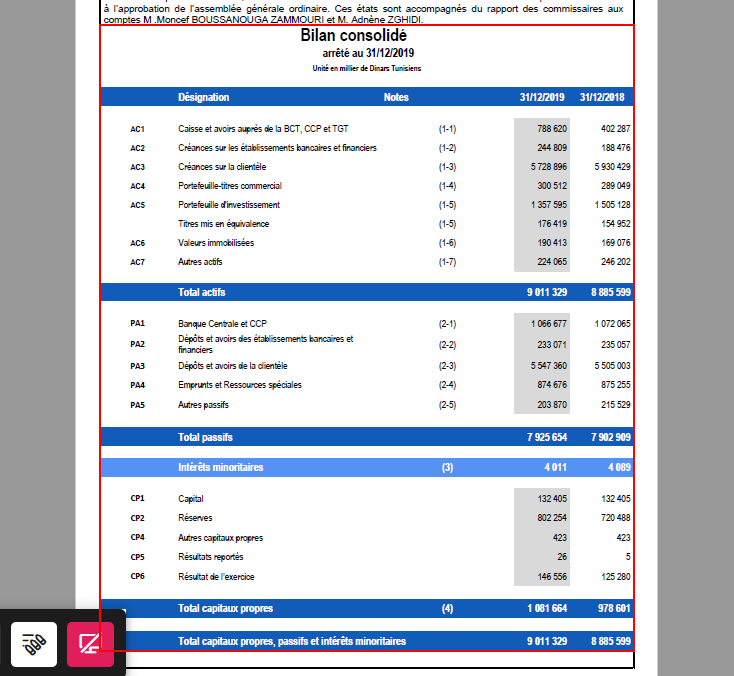 à l'approbation de l'assemblée générale ordinaire. Ces états sont accompagnés du rapport des commissaires aux
comptes M .Moncef BOUSSANOUGA ZAMMOURI et M. Adnène ZGHIDI.
Bilan consolidé
arrêté au 31/12/2019
Unité en millier de Dinars Tunisiens
Désignation Notes 31/12/2019 31/12/2018
AC1 Caisse et avoirs auprès de la BCT, CCP et TGT (1-1) 788 620 402 287
AC2 Créances sur les établissements bancaires et financiers (1-2) 244 809 188 476
AC3 Créances sur la clientèle (1-3) 5 728 896 5 930 429
AC4 Portefeuille-titres commercial (1-4) 300 512 289 049
AC5 Portefeuille d'investissement (1-5) 1 357 595 1 505 128
Titres mis en équivalence (1-5) 176 419 154 952
AC6 Valeurs immobilisées (1-6) 190 413 169 076
AC7 Autres actifs (1-7) 224 065 246 202
Total actifs 9 011 329 8 885 599
PA1 Banque Centrale et CCP (2-1) 1 066 677 1 072 065
PA2 Dépôts et avoirs des établissements bancaires et
financiers (2-2) 233 071 235 057
PA3 Dépôts et avoirs de la clientèle (2-3) 5 547 360 5 505 003
PA4 Emprunts et Ressources spéciales (2-4) 874 676 875 255
PA5 Autres passifs (2-5) 203 870 215 529
Total passifs 7 925 654 7 902 909
Intérêts minoritaires (3) 4 011 4 089
CP1 Capital 132 405 132 405
CP2 Réserves 802 254 720 488
CP4 Autres capitaux propres 423 423
CP5 Résultats reportés 26 5
CP6 Résultat de l'exercice 146 556 125 280
Total capitaux propres (4) 1 081 664 978 601
Total capitaux propres, passifs et intérêts minoritaires 9 011 329 8 885 599